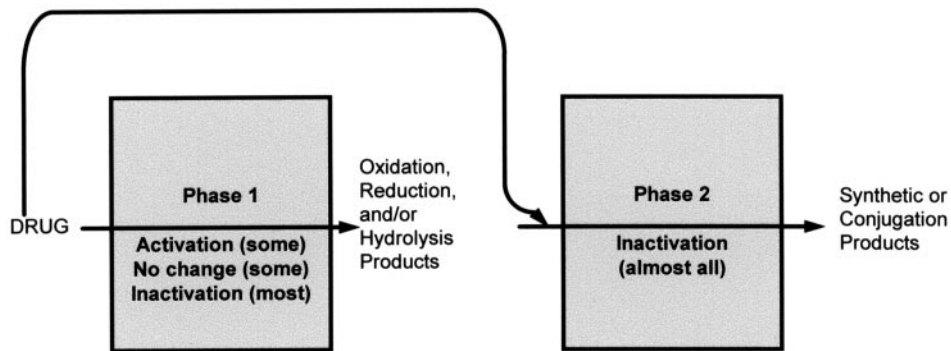 DRUG
Phase 1
Activation (some)
No change (some)
Inactivation (most)
Oxidation,
Reduction,
and/or
Hydrolysis
Products
Phase 2
Inactivation
(almost all)
Synthetic or
Conjugation
Products